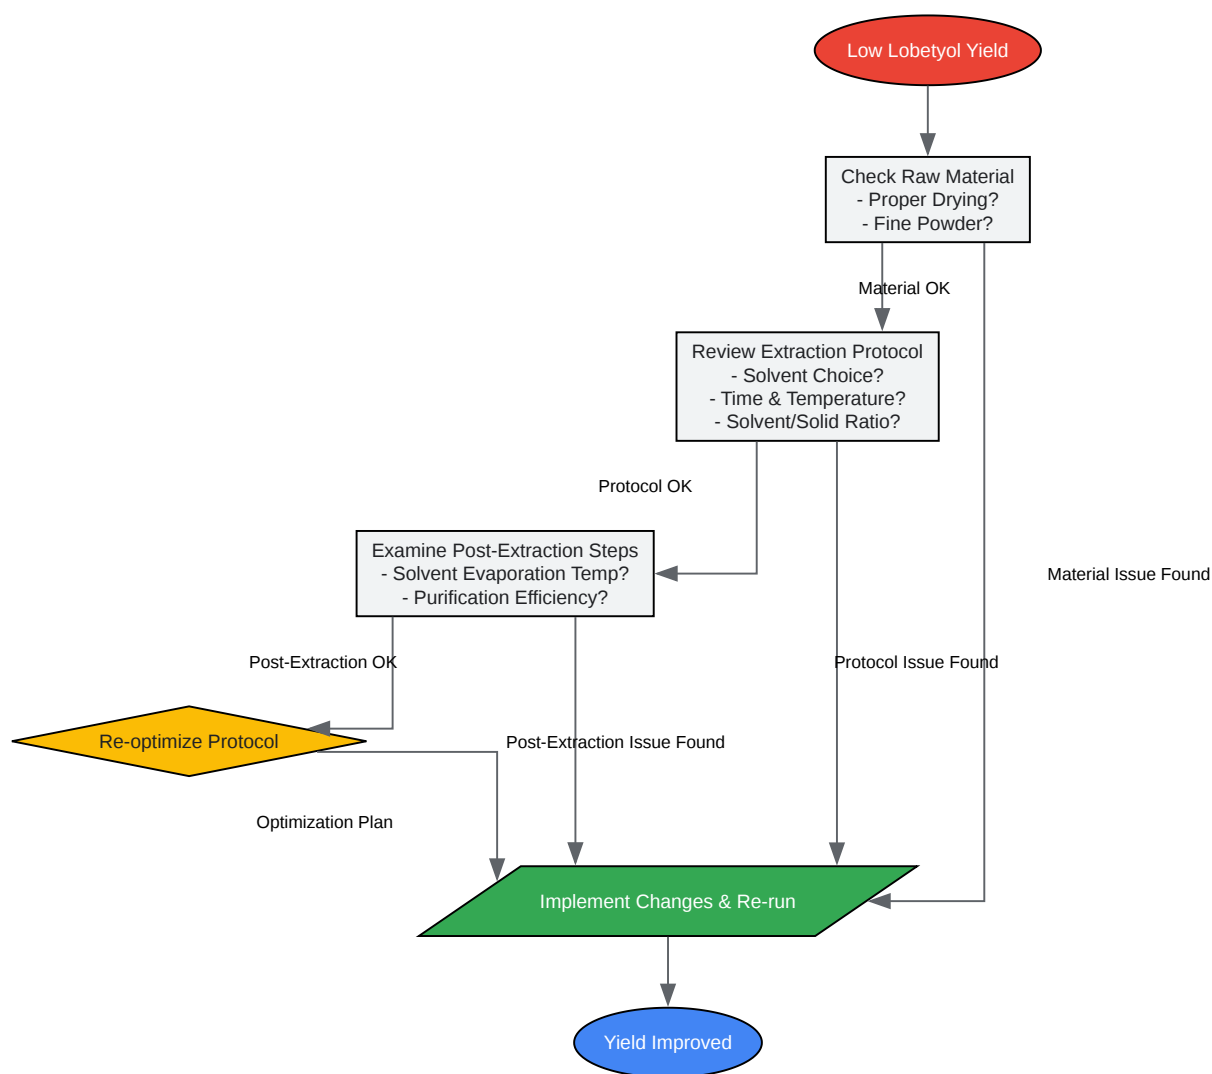 Low Lobetyol Yield
Check Raw Material
- Proper Drying?
- Fine Powder?
Material OK
Review Extraction Protocol
- Solvent Choice?
- Time & Temperature?
- Solvent/Solid Ratio?
Protocol OK
Examine Post-Extraction Steps
- Solvent Evaporation Temp?
- Purification Efficiency?
Material Issue Found
Post-Extraction OK
Protocol Issue Found
Re-optimize Protocol
Post-Extraction Issue Found
Optimization Plan
Implement Changes & Re-run
Yield Improved